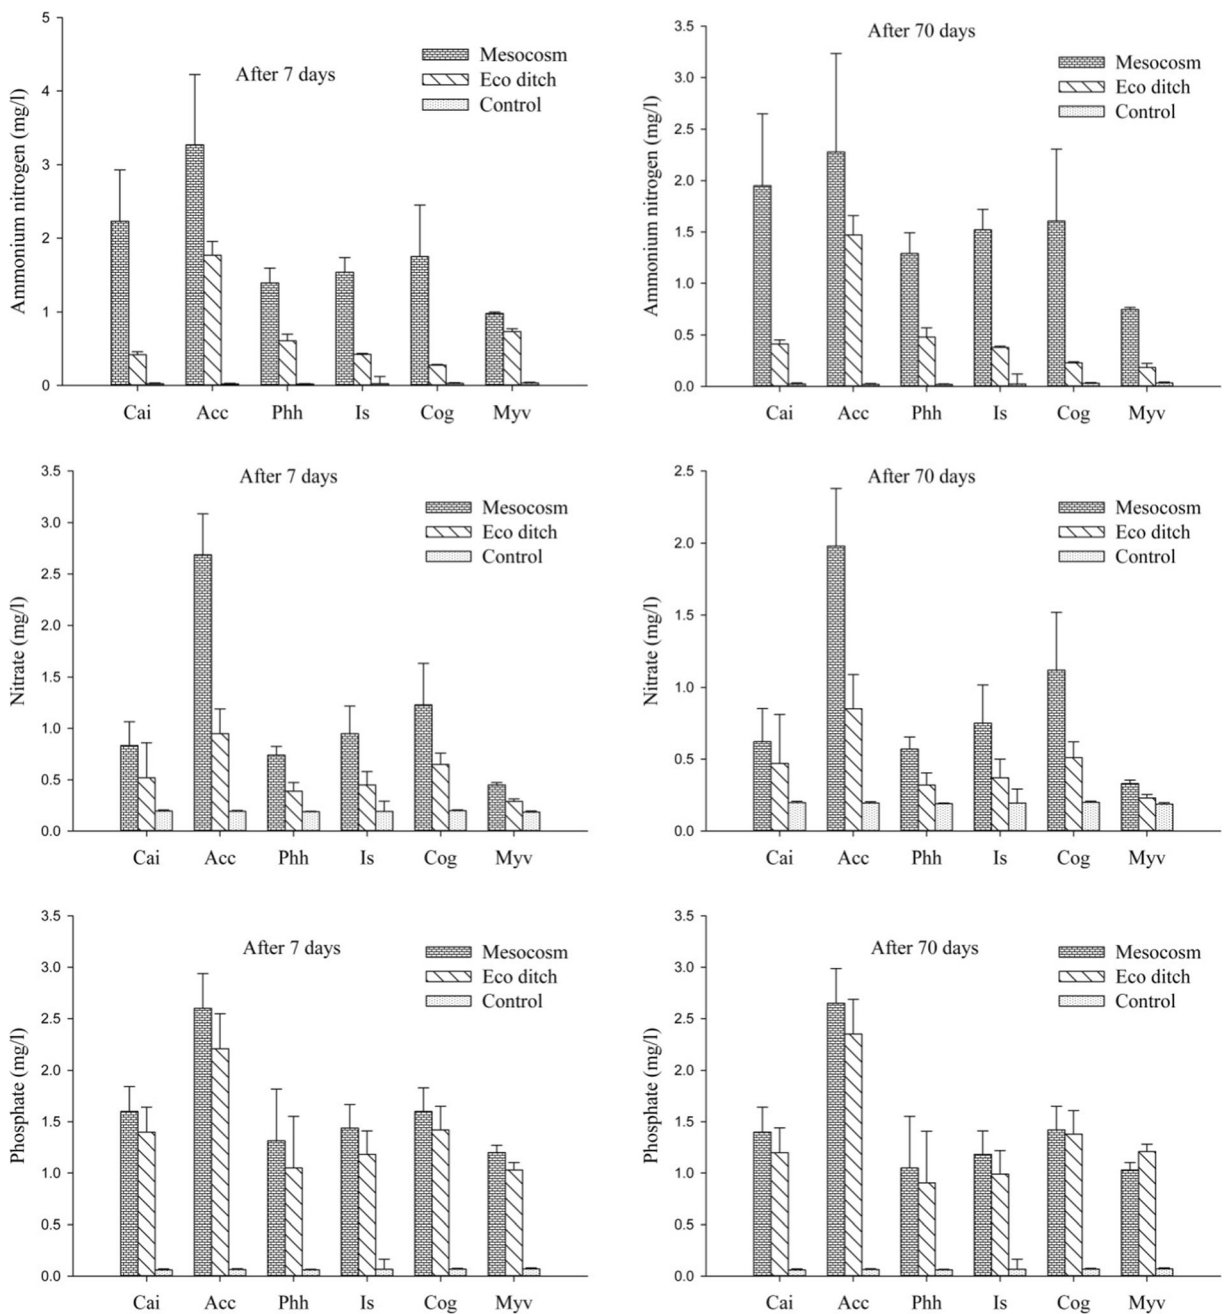 Ammonium nitrogen (mg/l)
5
4
3
2
1
0
After 7 days
Mesocosm
Eco ditch
Control
Cai Acc Phh Is Cog Myv
Ammonium nitrogen (mg/l)
3.5
3.0
2.5
2.0
1.5
1.0
0.5
0.0
After 70 days
Mesocosm
Eco ditch
Control
Cai Acc Phh Is Cog Myv
Nitrate (mg/l)
3.5
3.0
2.5
2.0
1.5
1.0
0.5
0.0
After 7 days
Mesocosm
Eco ditch
Control
Cai Acc Phh Is Cog Myv
Nitrate (mg/l)
2.5
2.0
1.5
1.0
0.5
0.0
After 70 days
Mesocosm
Eco ditch
Control
Cai Acc Phh Is Cog Myv
Phosphate (mg/l)
3.5
3.0
2.5
2.0
1.5
1.0
0.5
0.0
After 7 days
Mesocosm
Eco ditch
Control
Cai Acc Phh Is Cog Myv
Phosphate (mg/l)
3.5
3.0
2.5
2.0
1.5
1.0
0.5
0.0
After 70 days
Mesocosm
Eco ditch
Control
Cai Acc Phh Is Cog Myv